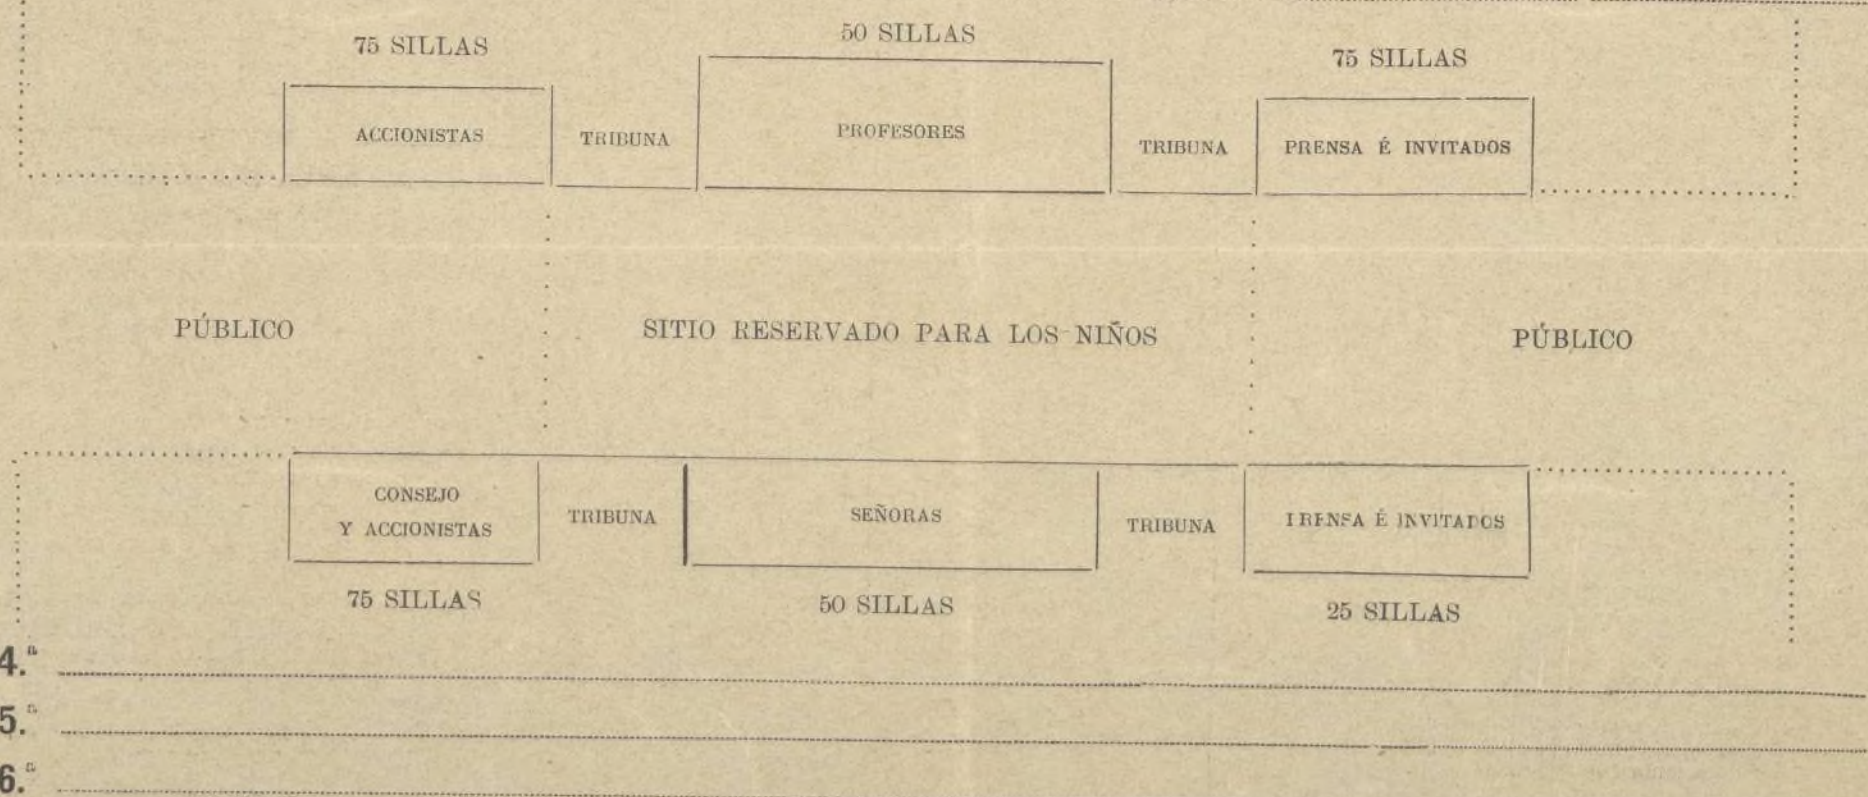 75 SILLAS 50 SILLAS 75 SILLAS
ACCIONISTAS TRIBUNA PROFESORES TRIBUNA PRENSA É INVITADOS
PÚBLICO SITIO RESERVADO PARA LOS NIÑOS PÚBLICO
CONSEJO
Y ACCIONISTAS TRIBUNA SEÑORAS TRIBUNA PRENSA É INVITADOS
75 SILLAS 50 SILLAS 25 SILLAS
4.ª
5.ª
6.ª